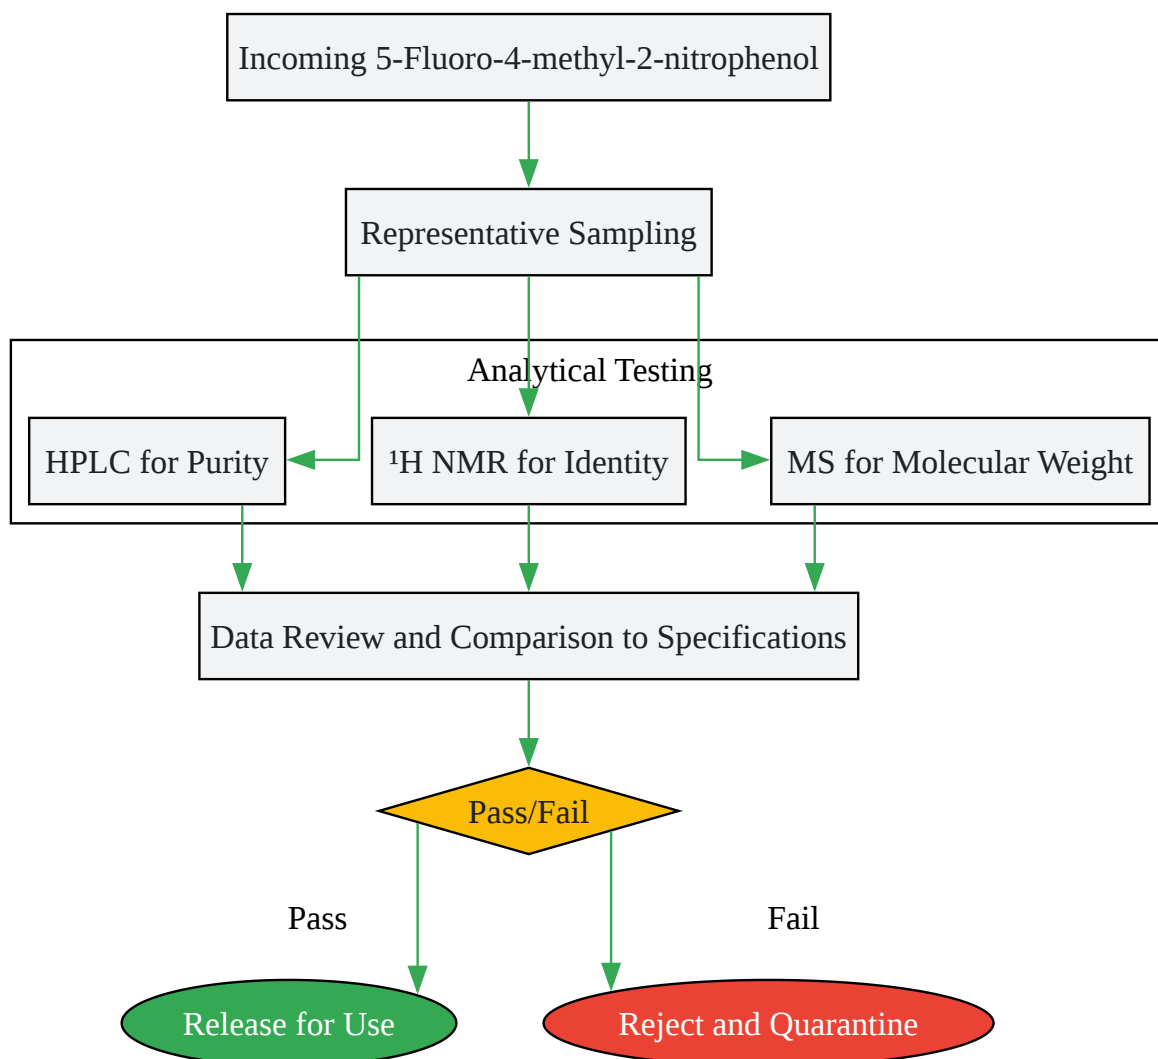 Incoming 5-Fluoro-4-methyl-2-nitrophenol
Representative Sampling
Analytical Testing
HPLC for Purity
¹H NMR for Identity
MS for Molecular Weight
Data Review and Comparison to Specifications
Pass/Fail
Pass
Fail
Release for Use
Reject and Quarantine